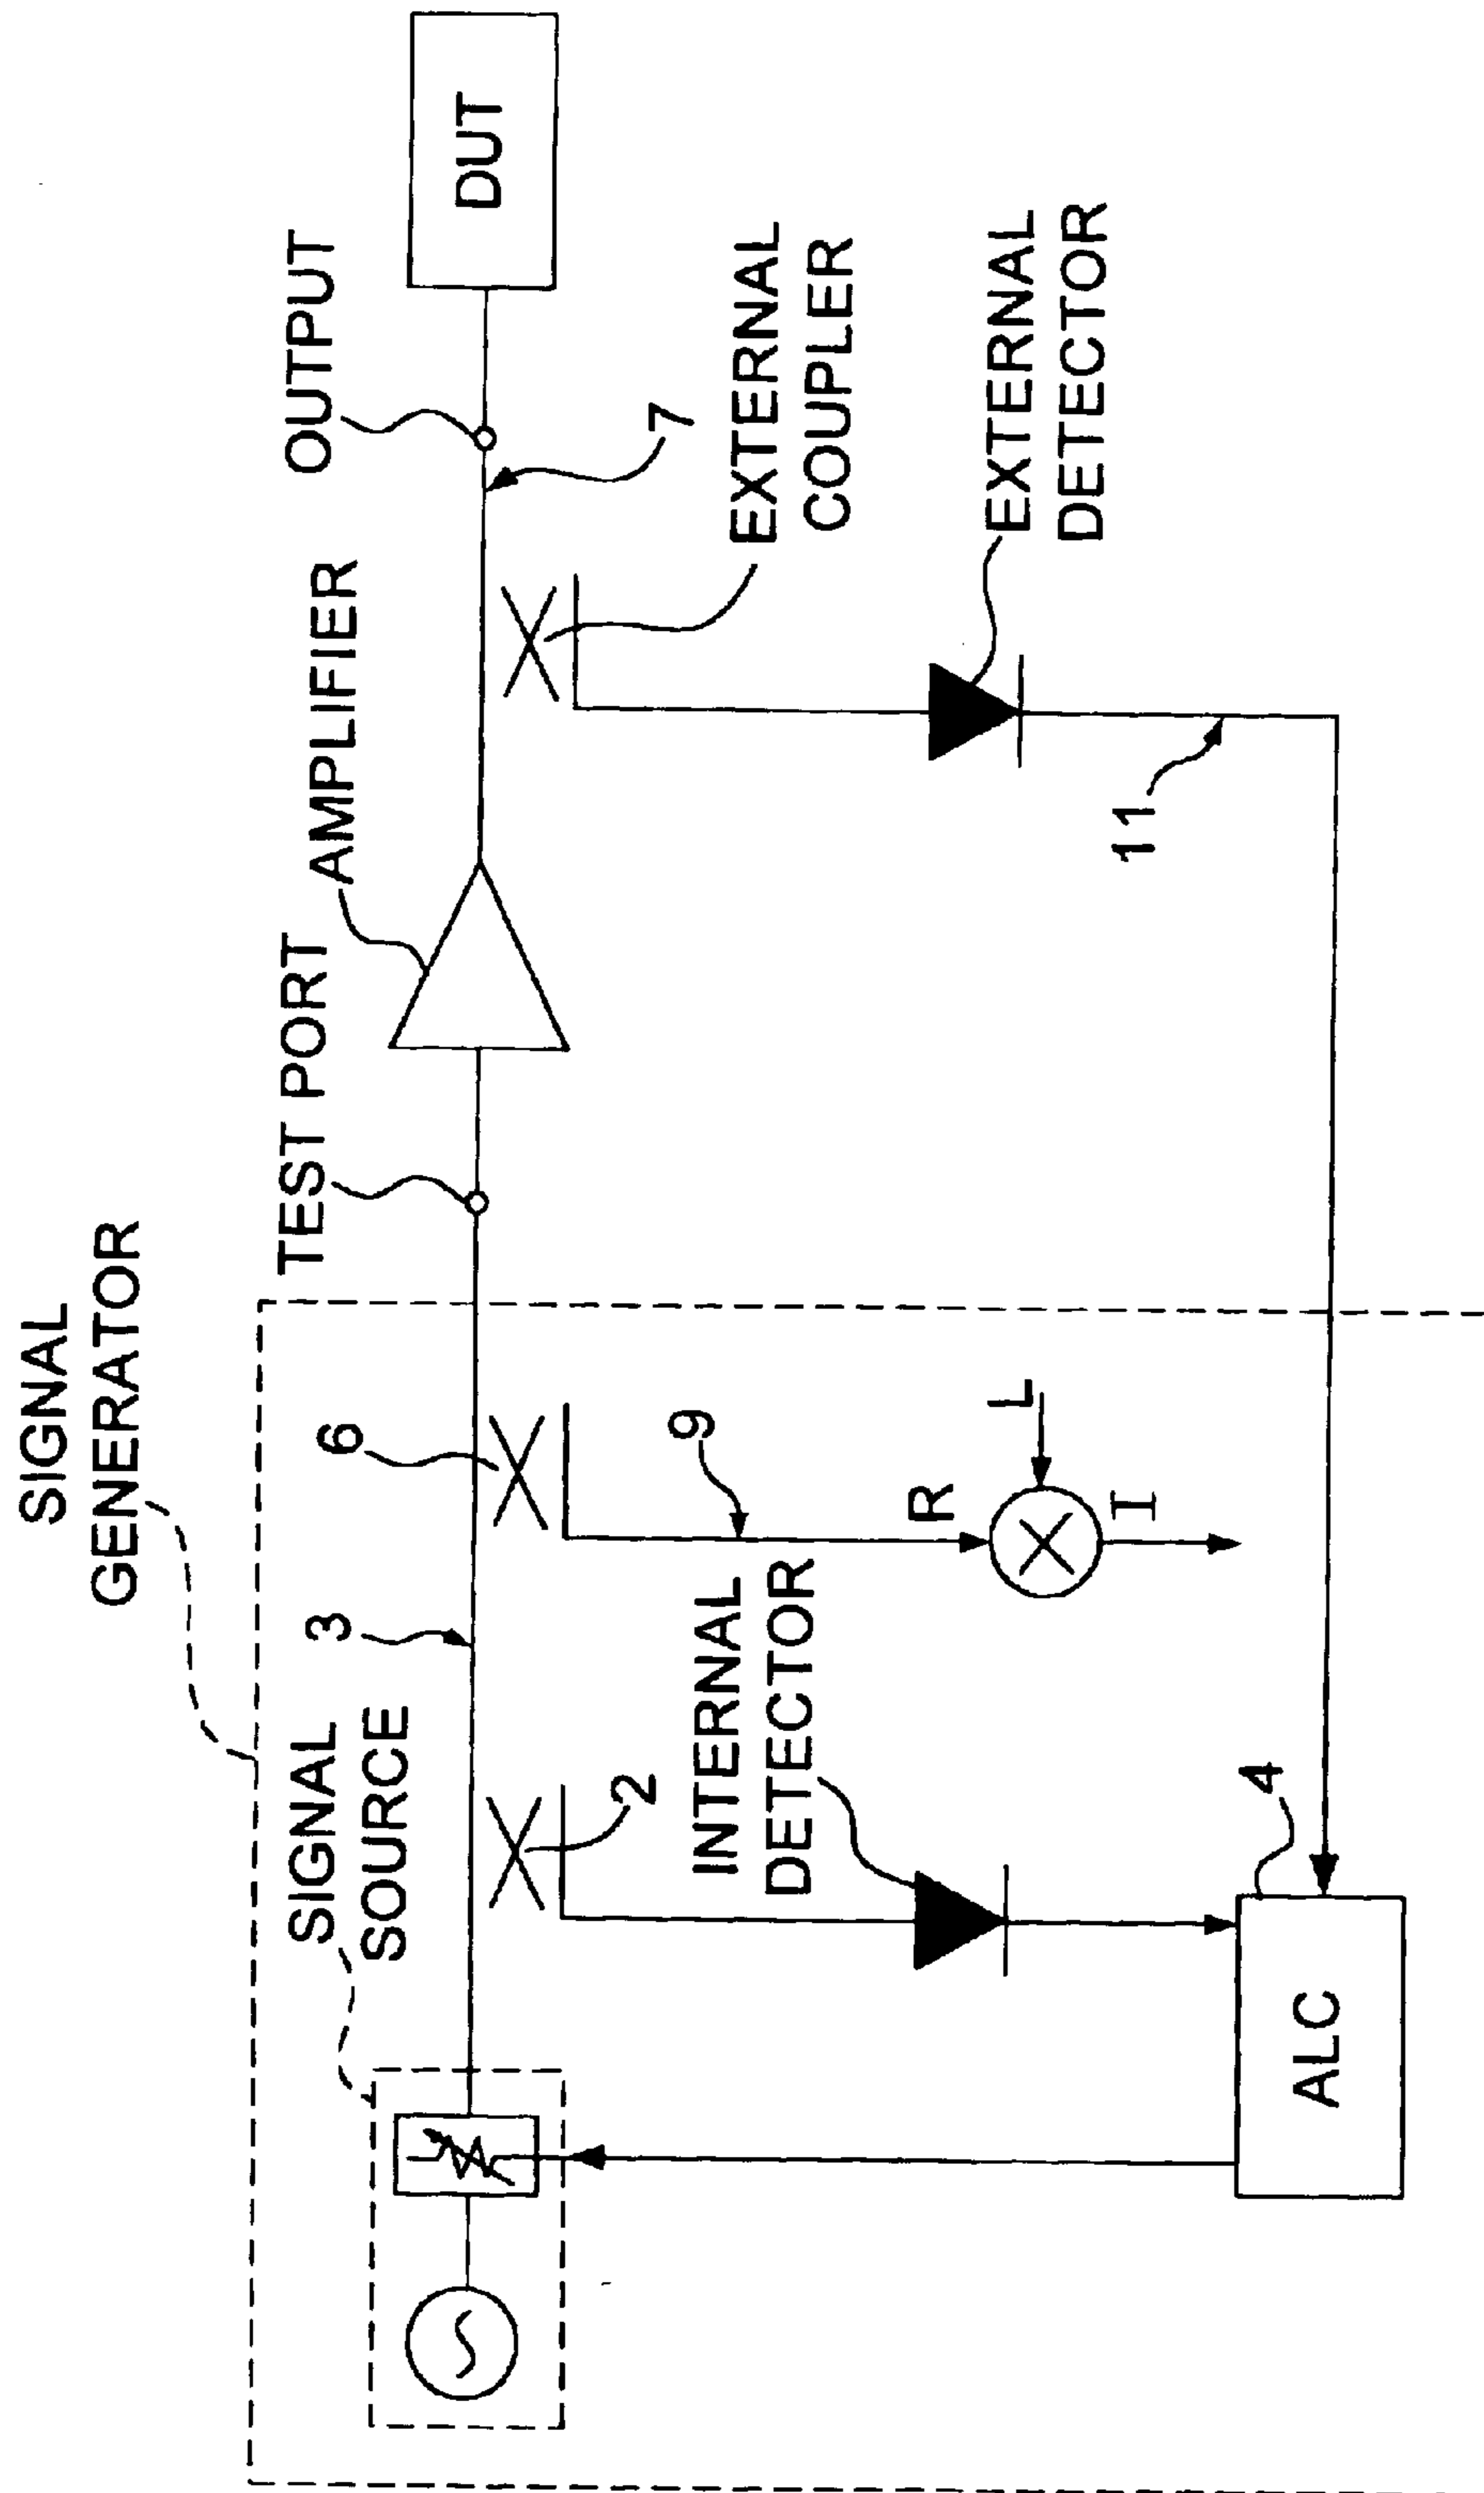 SIGNAL
GENERATOR
SIGNAL
SOURCE
3
6
TEST PORT
AMPLIFIER
OUTPUT
DUT
7
2
9
EXTERNAL
COUPLER
INTERNAL
DETECTOR
R
L
I
EXTERNAL
DETECTOR
11
4
ALC